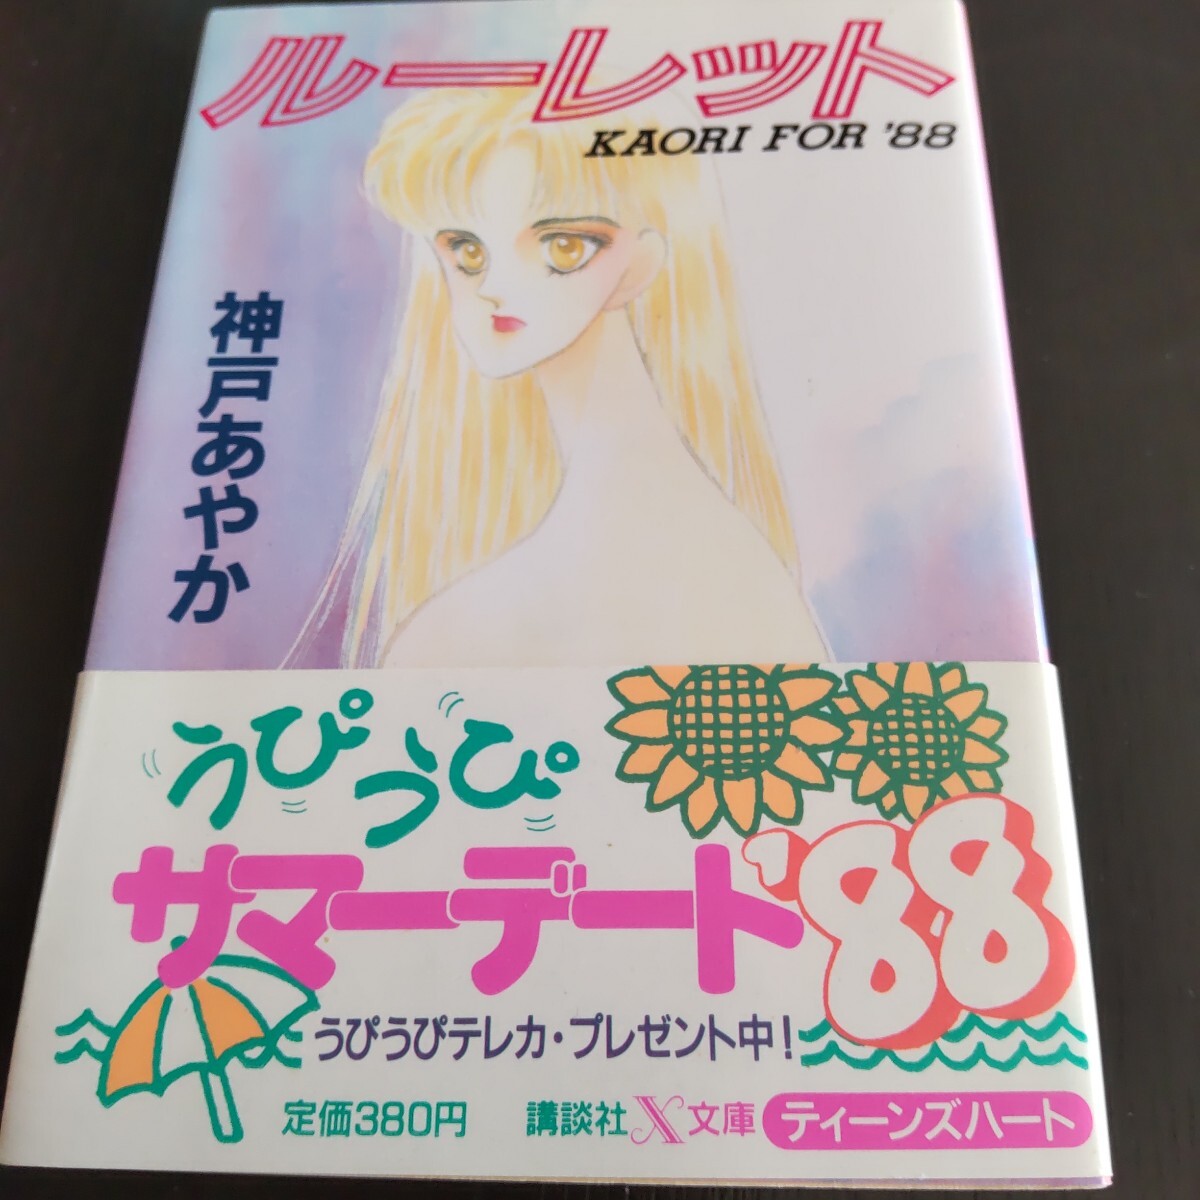 ルーレット
KAORI FOR '88
神戸あやか
うぴうぴ
サマーデート'88
うぴうぴテレカ・プレゼント中!
定価380円 講談社X文庫 ティーンズハート